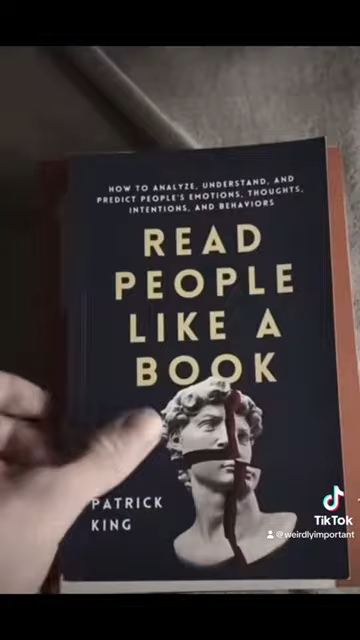 HOW TO ANALYZE, UNDERSTAND, AND
PREDICT PEOPLE'S EMOTIONS, THOUGHTS,
INTENTIONS, AND BEHAVIORS
READ
PEOPLE
LIKE A
BOOK
PATRICK
KING
TikTok
@weirdlyimportant